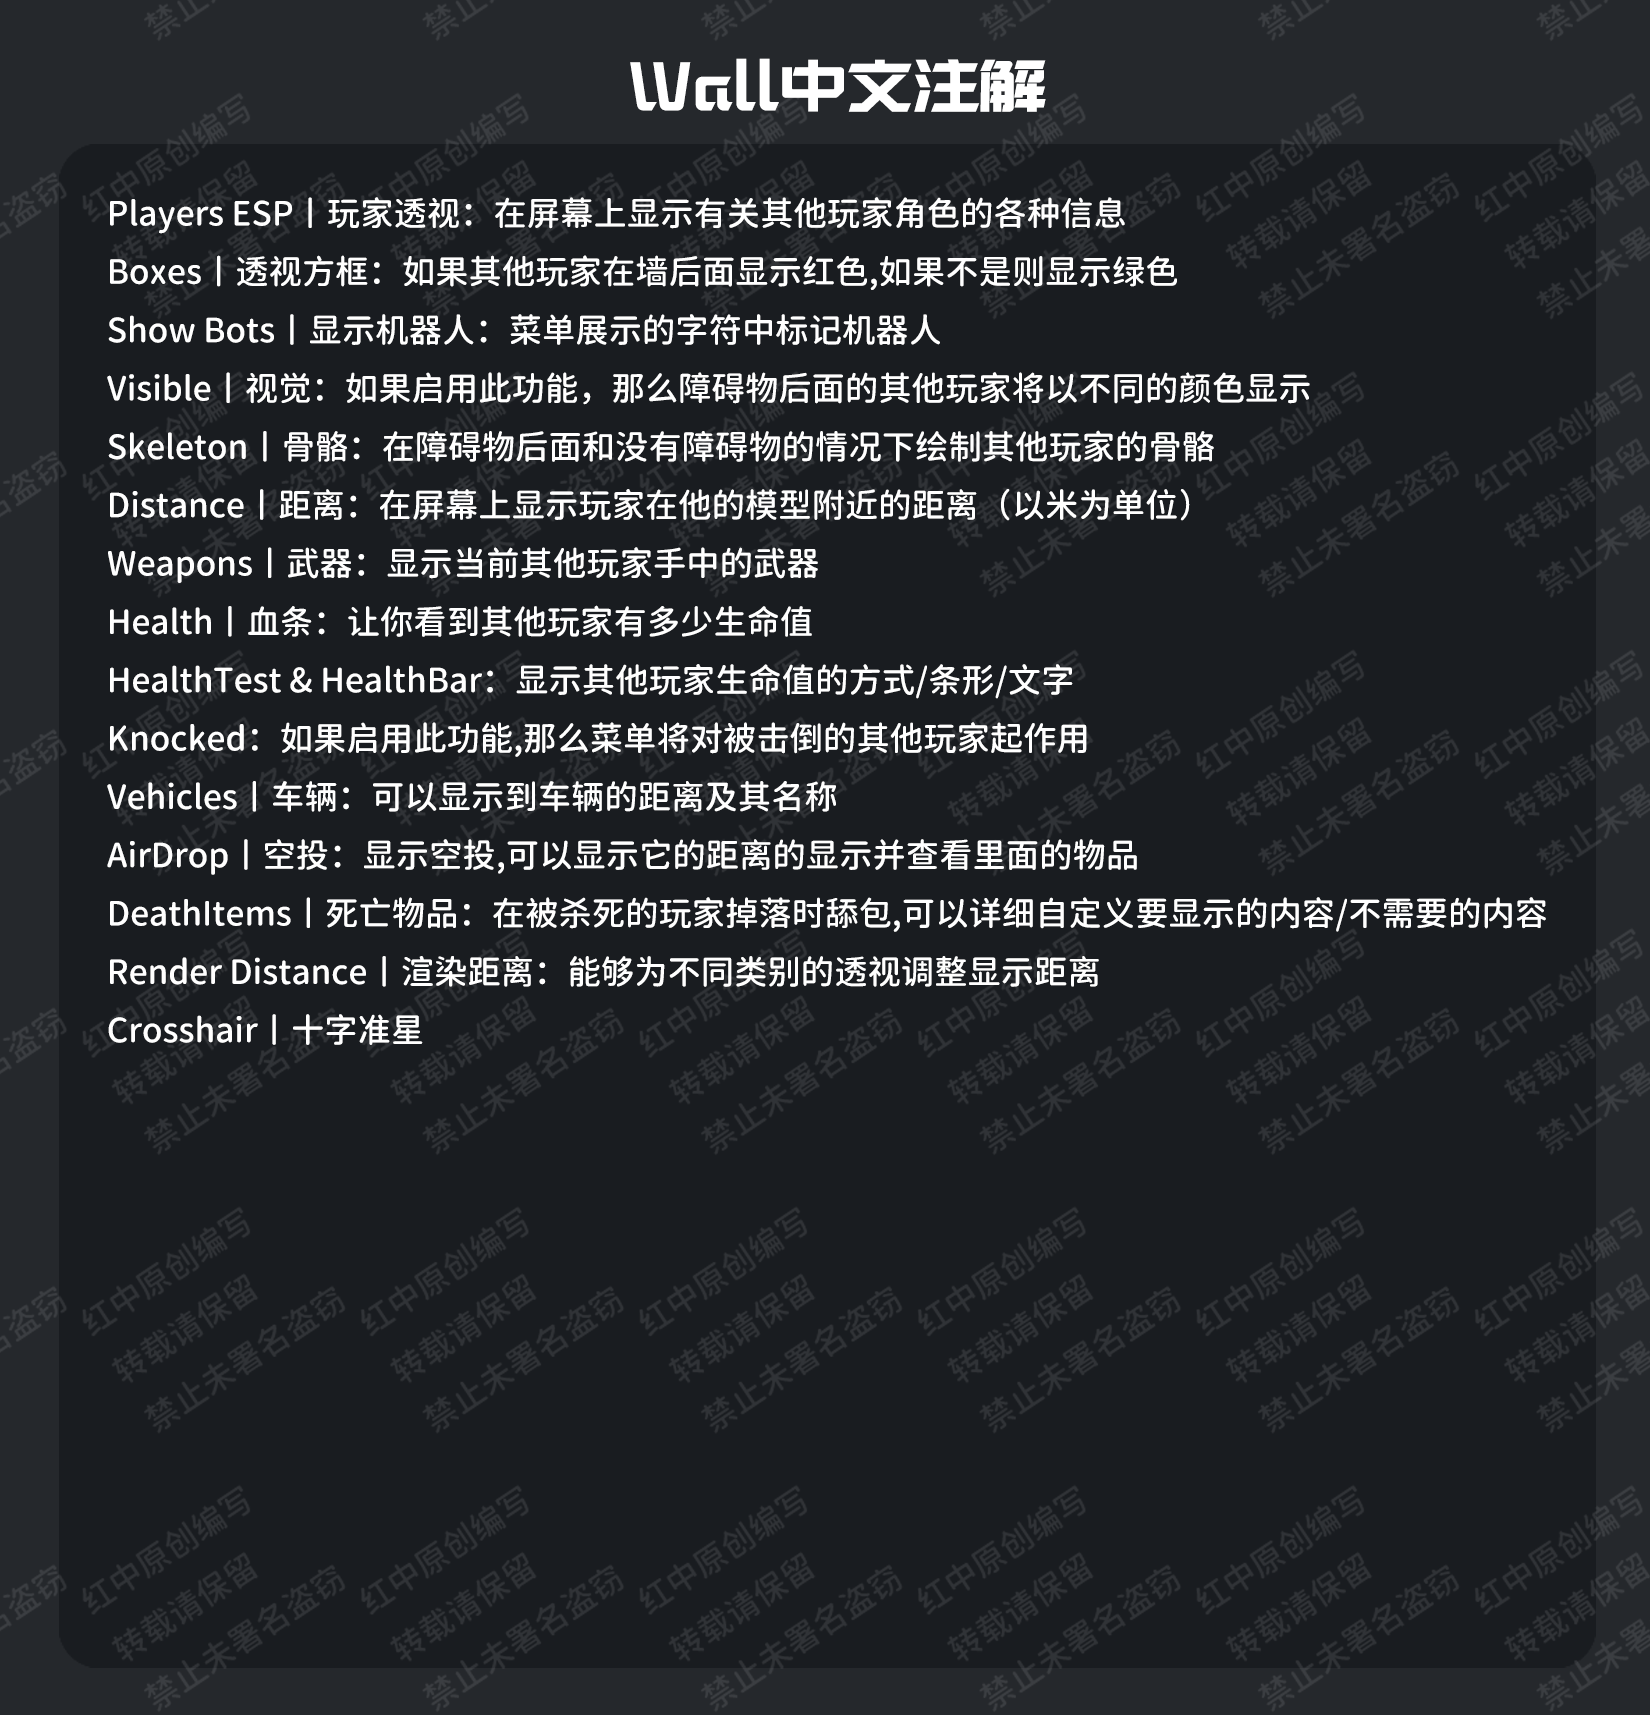 Wall中文注解
Players ESP丨玩家透视：在屏幕上显示有关其他玩家角色的各种信息
Boxes丨透视方框：如果其他玩家在墙后面显示红色,如果不是则显示绿色
Show Bots丨显示机器人：菜单展示的字符中标记机器人
Visible丨视觉：如果启用此功能，那么障碍物后面的其他玩家将以不同的颜色显示
Skeleton丨骨骼：在障碍物后面和没有障碍物的情况下绘制其他玩家的骨骼
Distance丨距离：在屏幕上显示玩家在他的模型附近的距离（以米为单位）
Weapons丨武器：显示当前其他玩家手中的武器
Health丨血条：让你看到其他玩家有多少生命值
HealthTest & HealthBar：显示其他玩家生命值的方式/条形/文字
Knocked：如果启用此功能,那么菜单将对被击倒的其他玩家起作用
Vehicles丨车辆：可以显示到车辆的距离及其名称
AirDrop丨空投：显示空投,可以显示它的距离的显示并查看里面的物品
DeathItems丨死亡物品：在被杀死的玩家掉落时舔包,可以详细自定义要显示的内容/不需要的内容
Render Distance丨渲染距离：能够为不同类别的透视调整显示距离
Crosshair丨十字准星
红中原创编写
转载请保留
禁止未署名盗窃